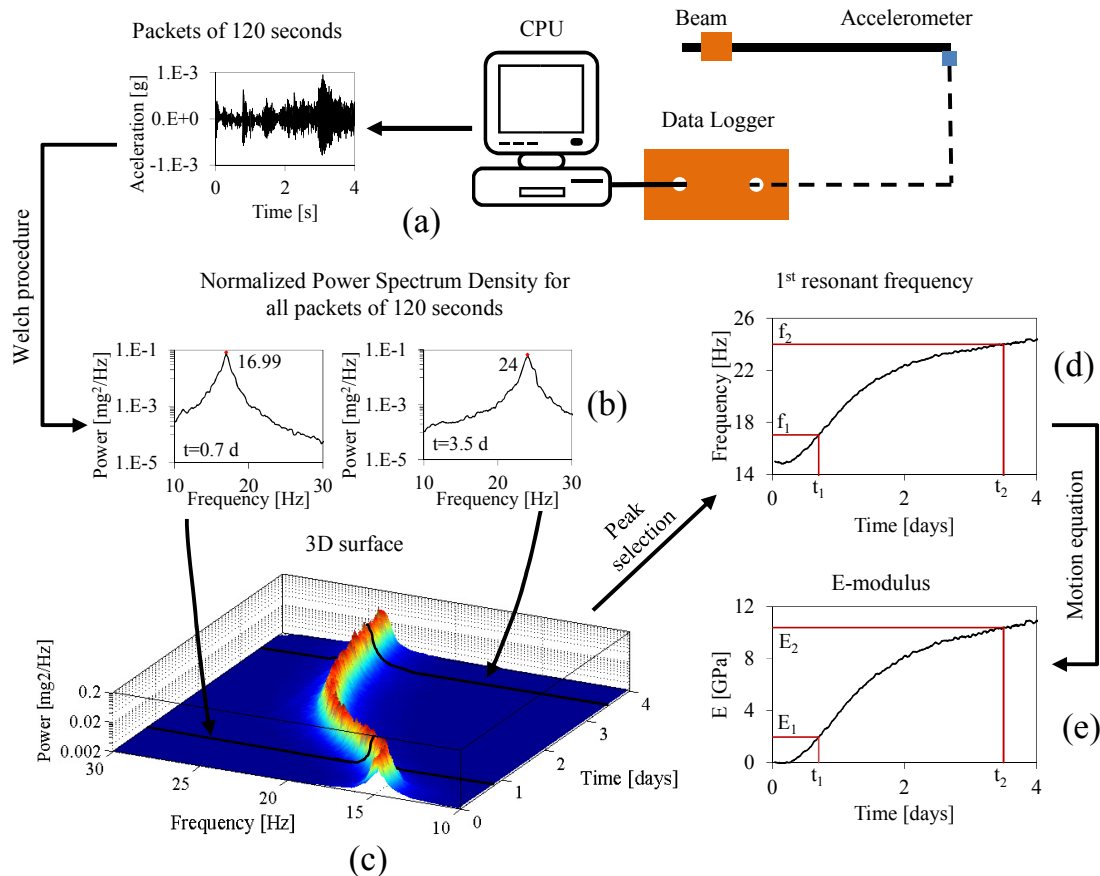 Packets of 120 seconds
Aceleration [g]
1.E-3
0.E+0
-1.E-3
0
2
4
Time [s]
(a)
CPU
Beam
Accelerometer
Data Logger
Welch procedure
Normalized Power Spectrum Density for
all packets of 120 seconds
Power [mg2/Hz]
1.E-1
1.E-3
1.E-5
16.99
t=0.7 d
10
20
30
Frequency [Hz]
Power [mg2/Hz]
1.E-1
1.E-3
1.E-5
24
t=3.5 d
10
20
30
Frequency [Hz]
(b)
3D surface
Power [mg2/Hz]
0.2
0.02
0.002
30
25
20
15
10
Frequency [Hz]
0
1
2
3
4
Time [days]
(c)
Peak
selection
1st resonant frequency
Frequency [Hz]
26
22
18
14
f2
f1
0
t1
2
t2
4
Time [days]
(d)
Motion equation
E-modulus
E [GPa]
12
8
4
0
E2
E1
0
t1
2
t2
4
Time [days]
(e)